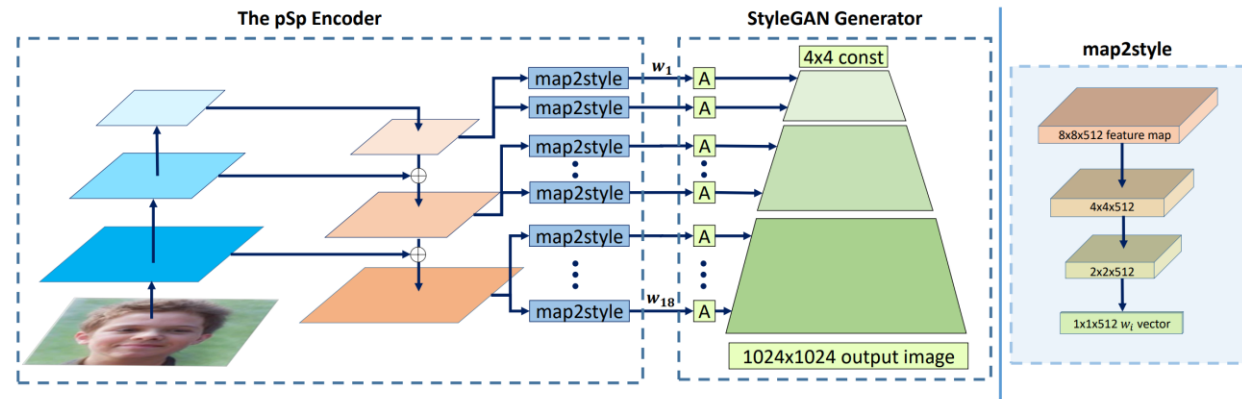 The pSp Encoder
StyleGAN Generator
map2style
map2style
map2style
map2style
map2style
map2style
map2style
w₁
w₁₈
A
A
A
A
A
A
4x4 const
1024x1024 output image
8x8x512 feature map
4x4x512
2x2x512
1x1x512 wᵢ vector